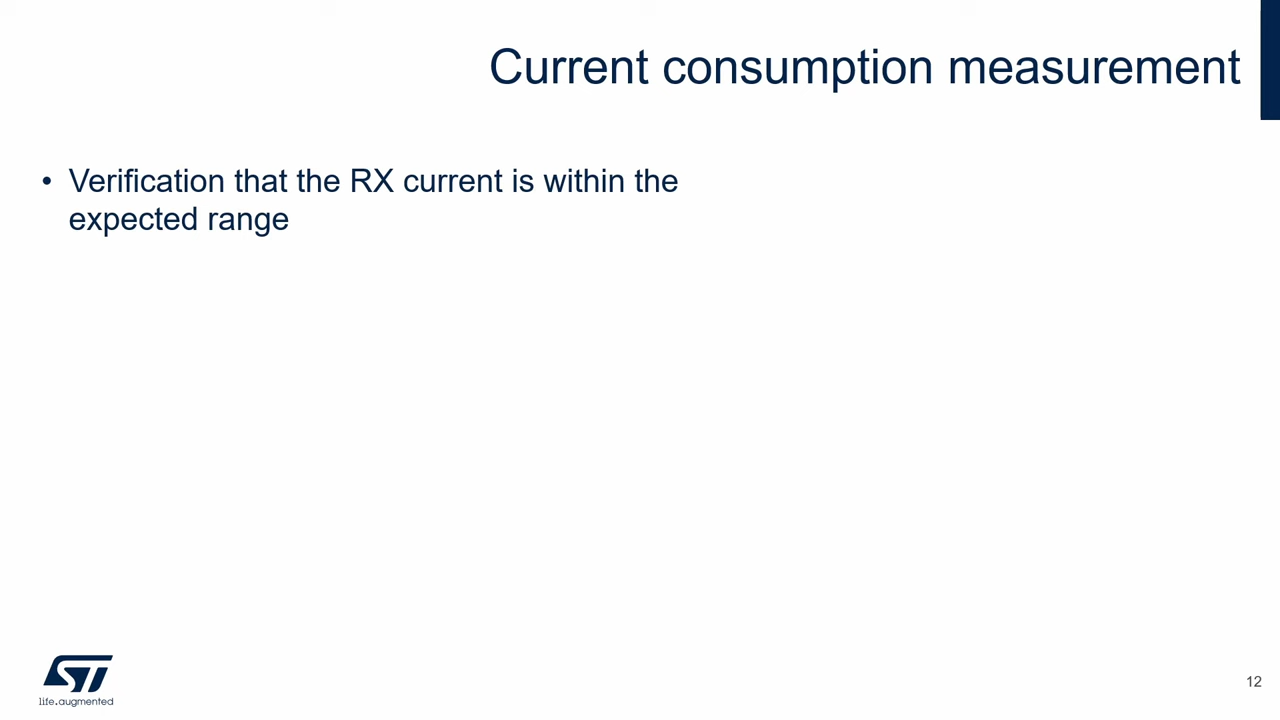 Current consumption measurement
• Verification that the RX current is within the
expected range
ST
life.augmented
12